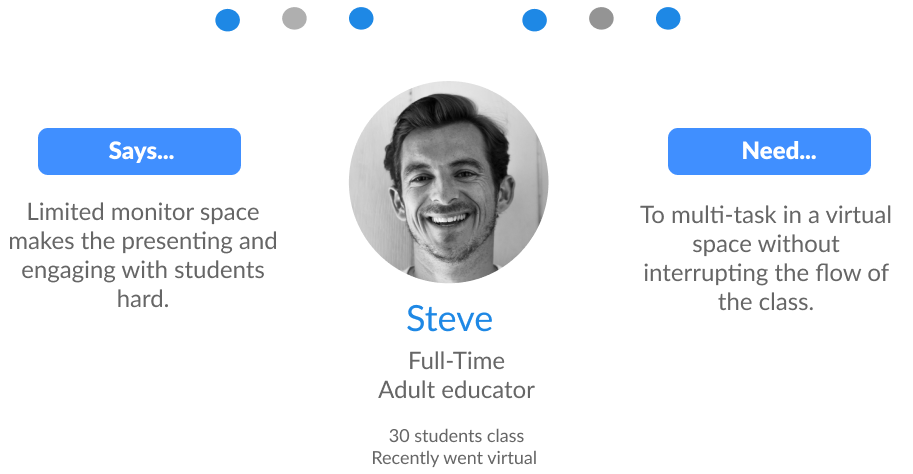 Says...
Limited monitor space
makes the presenting and
engaging with students
hard.
Steve
Full-Time
Adult educator
30 students class
Recently went virtual
Need...
To multi-task in a virtual
space without
interrupting the flow of
the class.